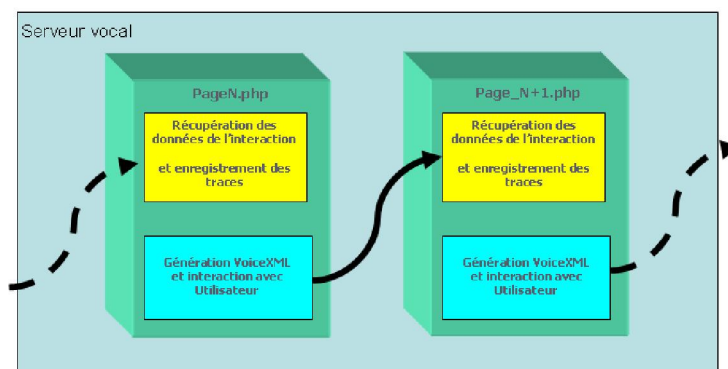 Serveur vocal
PageN.php
Récupération des
données de l'interaction
et enregistrement des
traces
Génération VoiceXML
et interaction avec
Utilisateur
Page_N+1.php
Récupération des
données de l'interaction
et enregistrement des
traces
Génération VoiceXML
et interaction avec
Utilisateur